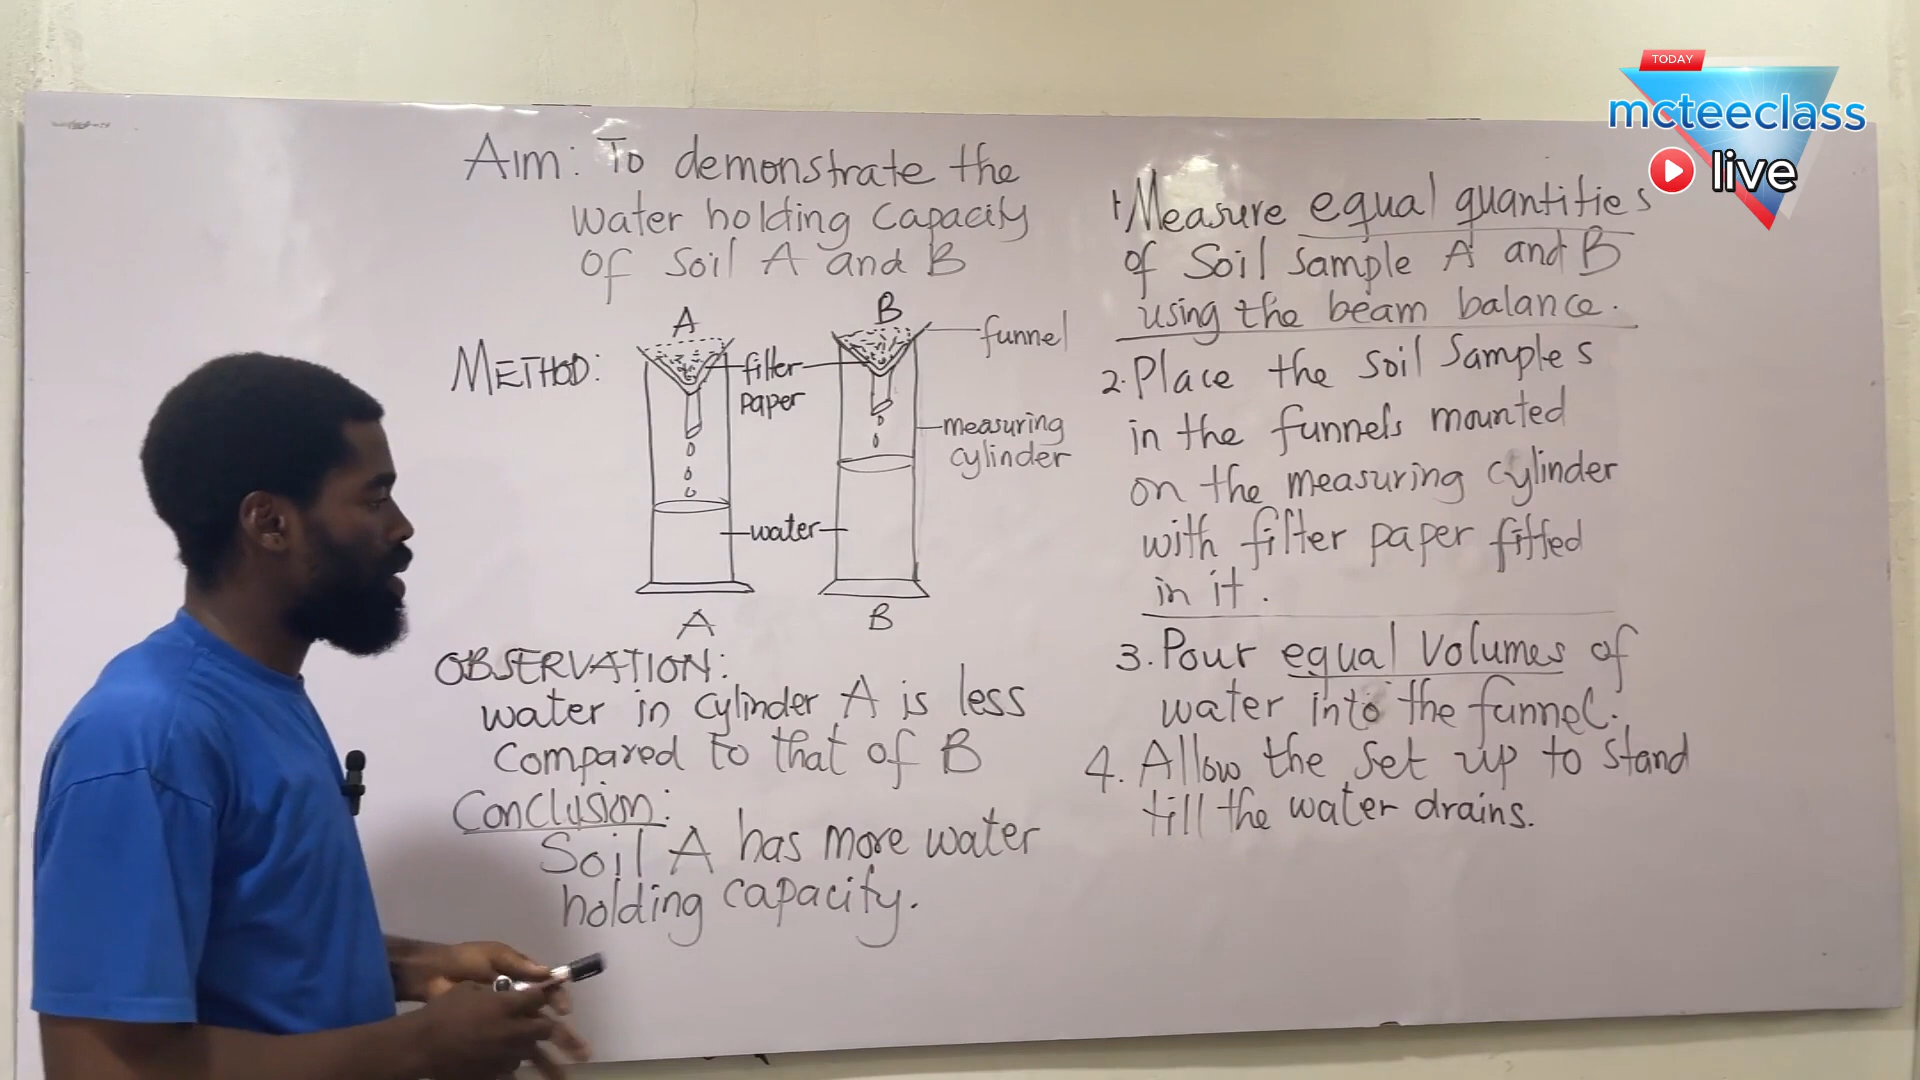 TODAY
mcteeclass
live
Aim: To demonstrate the
water holding capacity
of Soil A and B
METHOD:
A
B
funnel
filter
paper
measuring
cylinder
water
A
B
OBSERVATION:
water in cylinder A is less
compared to that of B
Conclusion:
Soil A has more water
holding capacity.
1 Measure equal quantities
of Soil sample A and B
using the beam balance.
2. Place the soil samples
in the funnels mounted
on the measuring cylinder
with filter paper fitted
in it.
3. Pour equal volumes of
water into the funnel.
4. Allow the set up to stand
till the water drains.